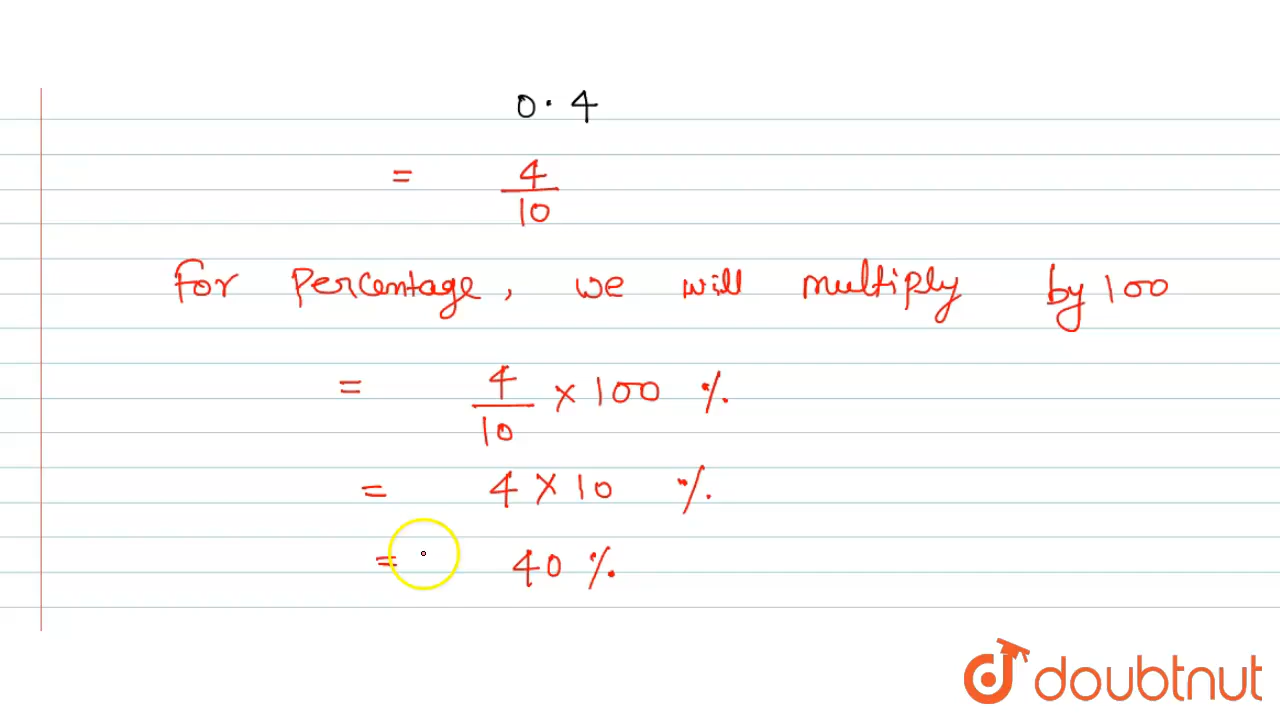 0.4
= 4/10
For Percentage, we will multiply by 100
= 4/10 × 100 %
= 4 × 10 %
= 40 %
doubtnut